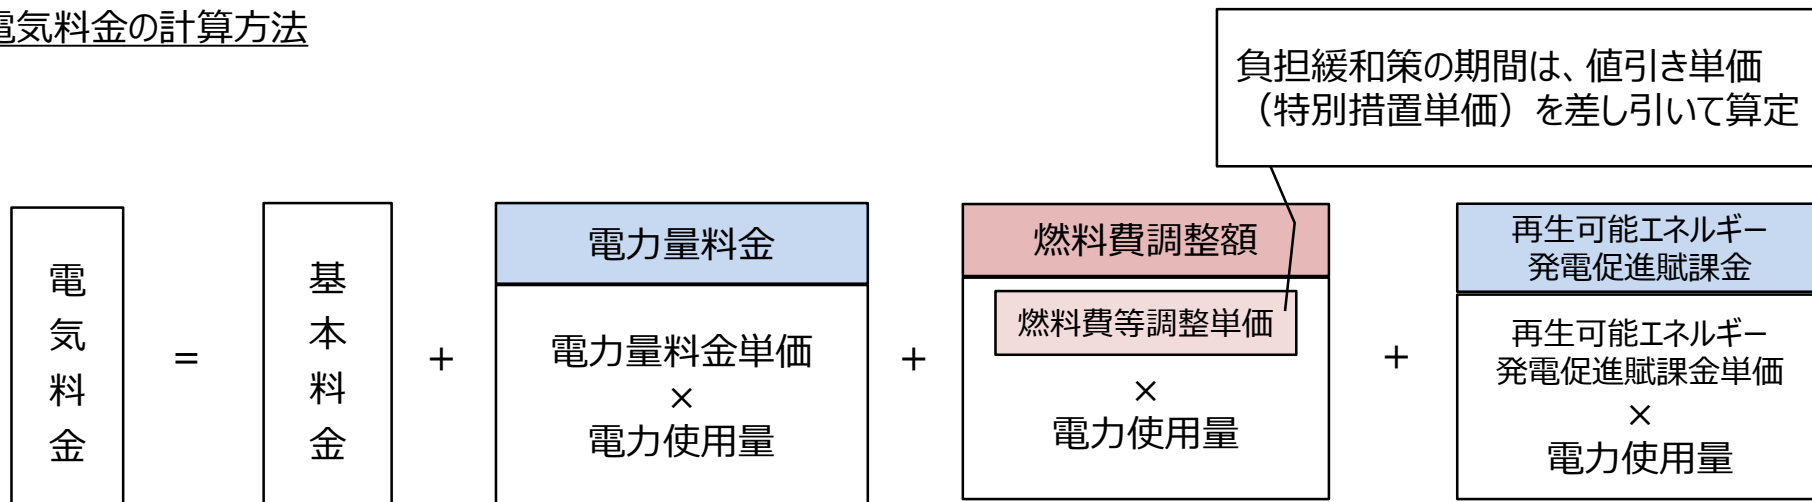 電気料金の計算方法
負担緩和策の期間は、値引き単価
（特別措置単価）を差し引いて算定
電気料金
=
基本料金
+
電力量料金
電力量料金単価
×
電力使用量
+
燃料費調整額
燃料費等調整単価
×
電力使用量
+
再生可能エネルギー
発電促進賦課金
再生可能エネルギー
発電促進賦課金単価
×
電力使用量